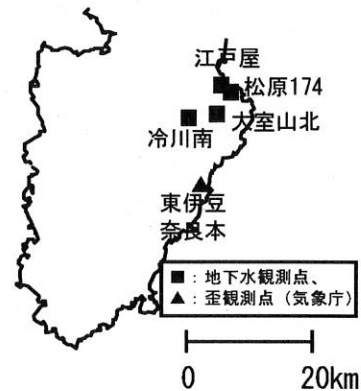 江戸屋
松原174
大室山北
冷川南
東伊豆
奈良本
■：地下水観測点、
▲：歪観測点（気象庁）
0 20km